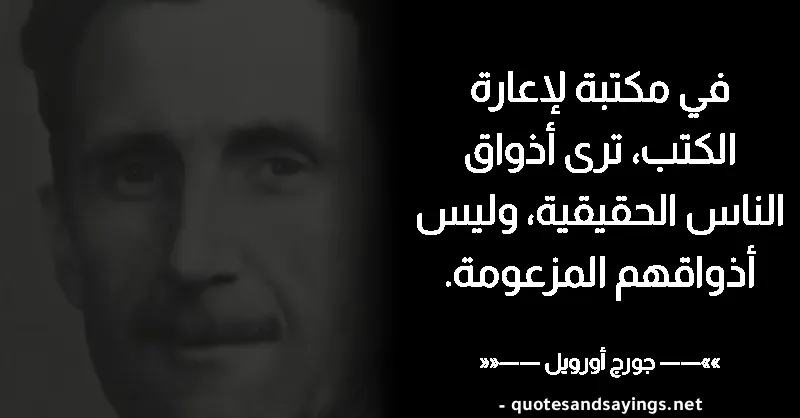 في مكتبة لإعارة
الكتب، ترى أذواق
الناس الحقيقية، وليس
أذواقهم المزعومة.
»»—— جورج أورويل ——««
- quotesandsayings.net